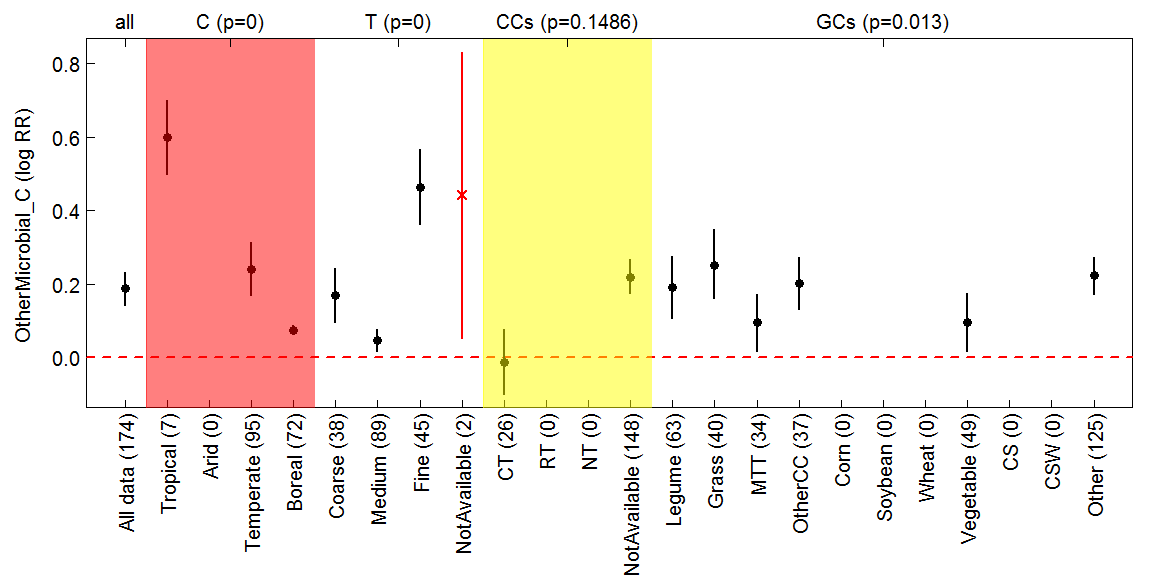 all
C (p=0)
T (p=0)
CCs (p=0.1486)
GCs (p=0.013)
OtherMicrobial_C (log RR)
0.8
0.6
0.4
0.2
0.0
All data (174)
Tropical (7)
Arid (0)
Temperate (95)
Boreal (72)
Coarse (38)
Medium (89)
Fine (45)
NotAvailable (2)
CT (26)
RT (0)
NT (0)
NotAvailable (148)
Legume (63)
Grass (40)
MTT (34)
OtherCC (37)
Corn (0)
Soybean (0)
Wheat (0)
Vegetable (49)
CS (0)
CSW (0)
Other (125)